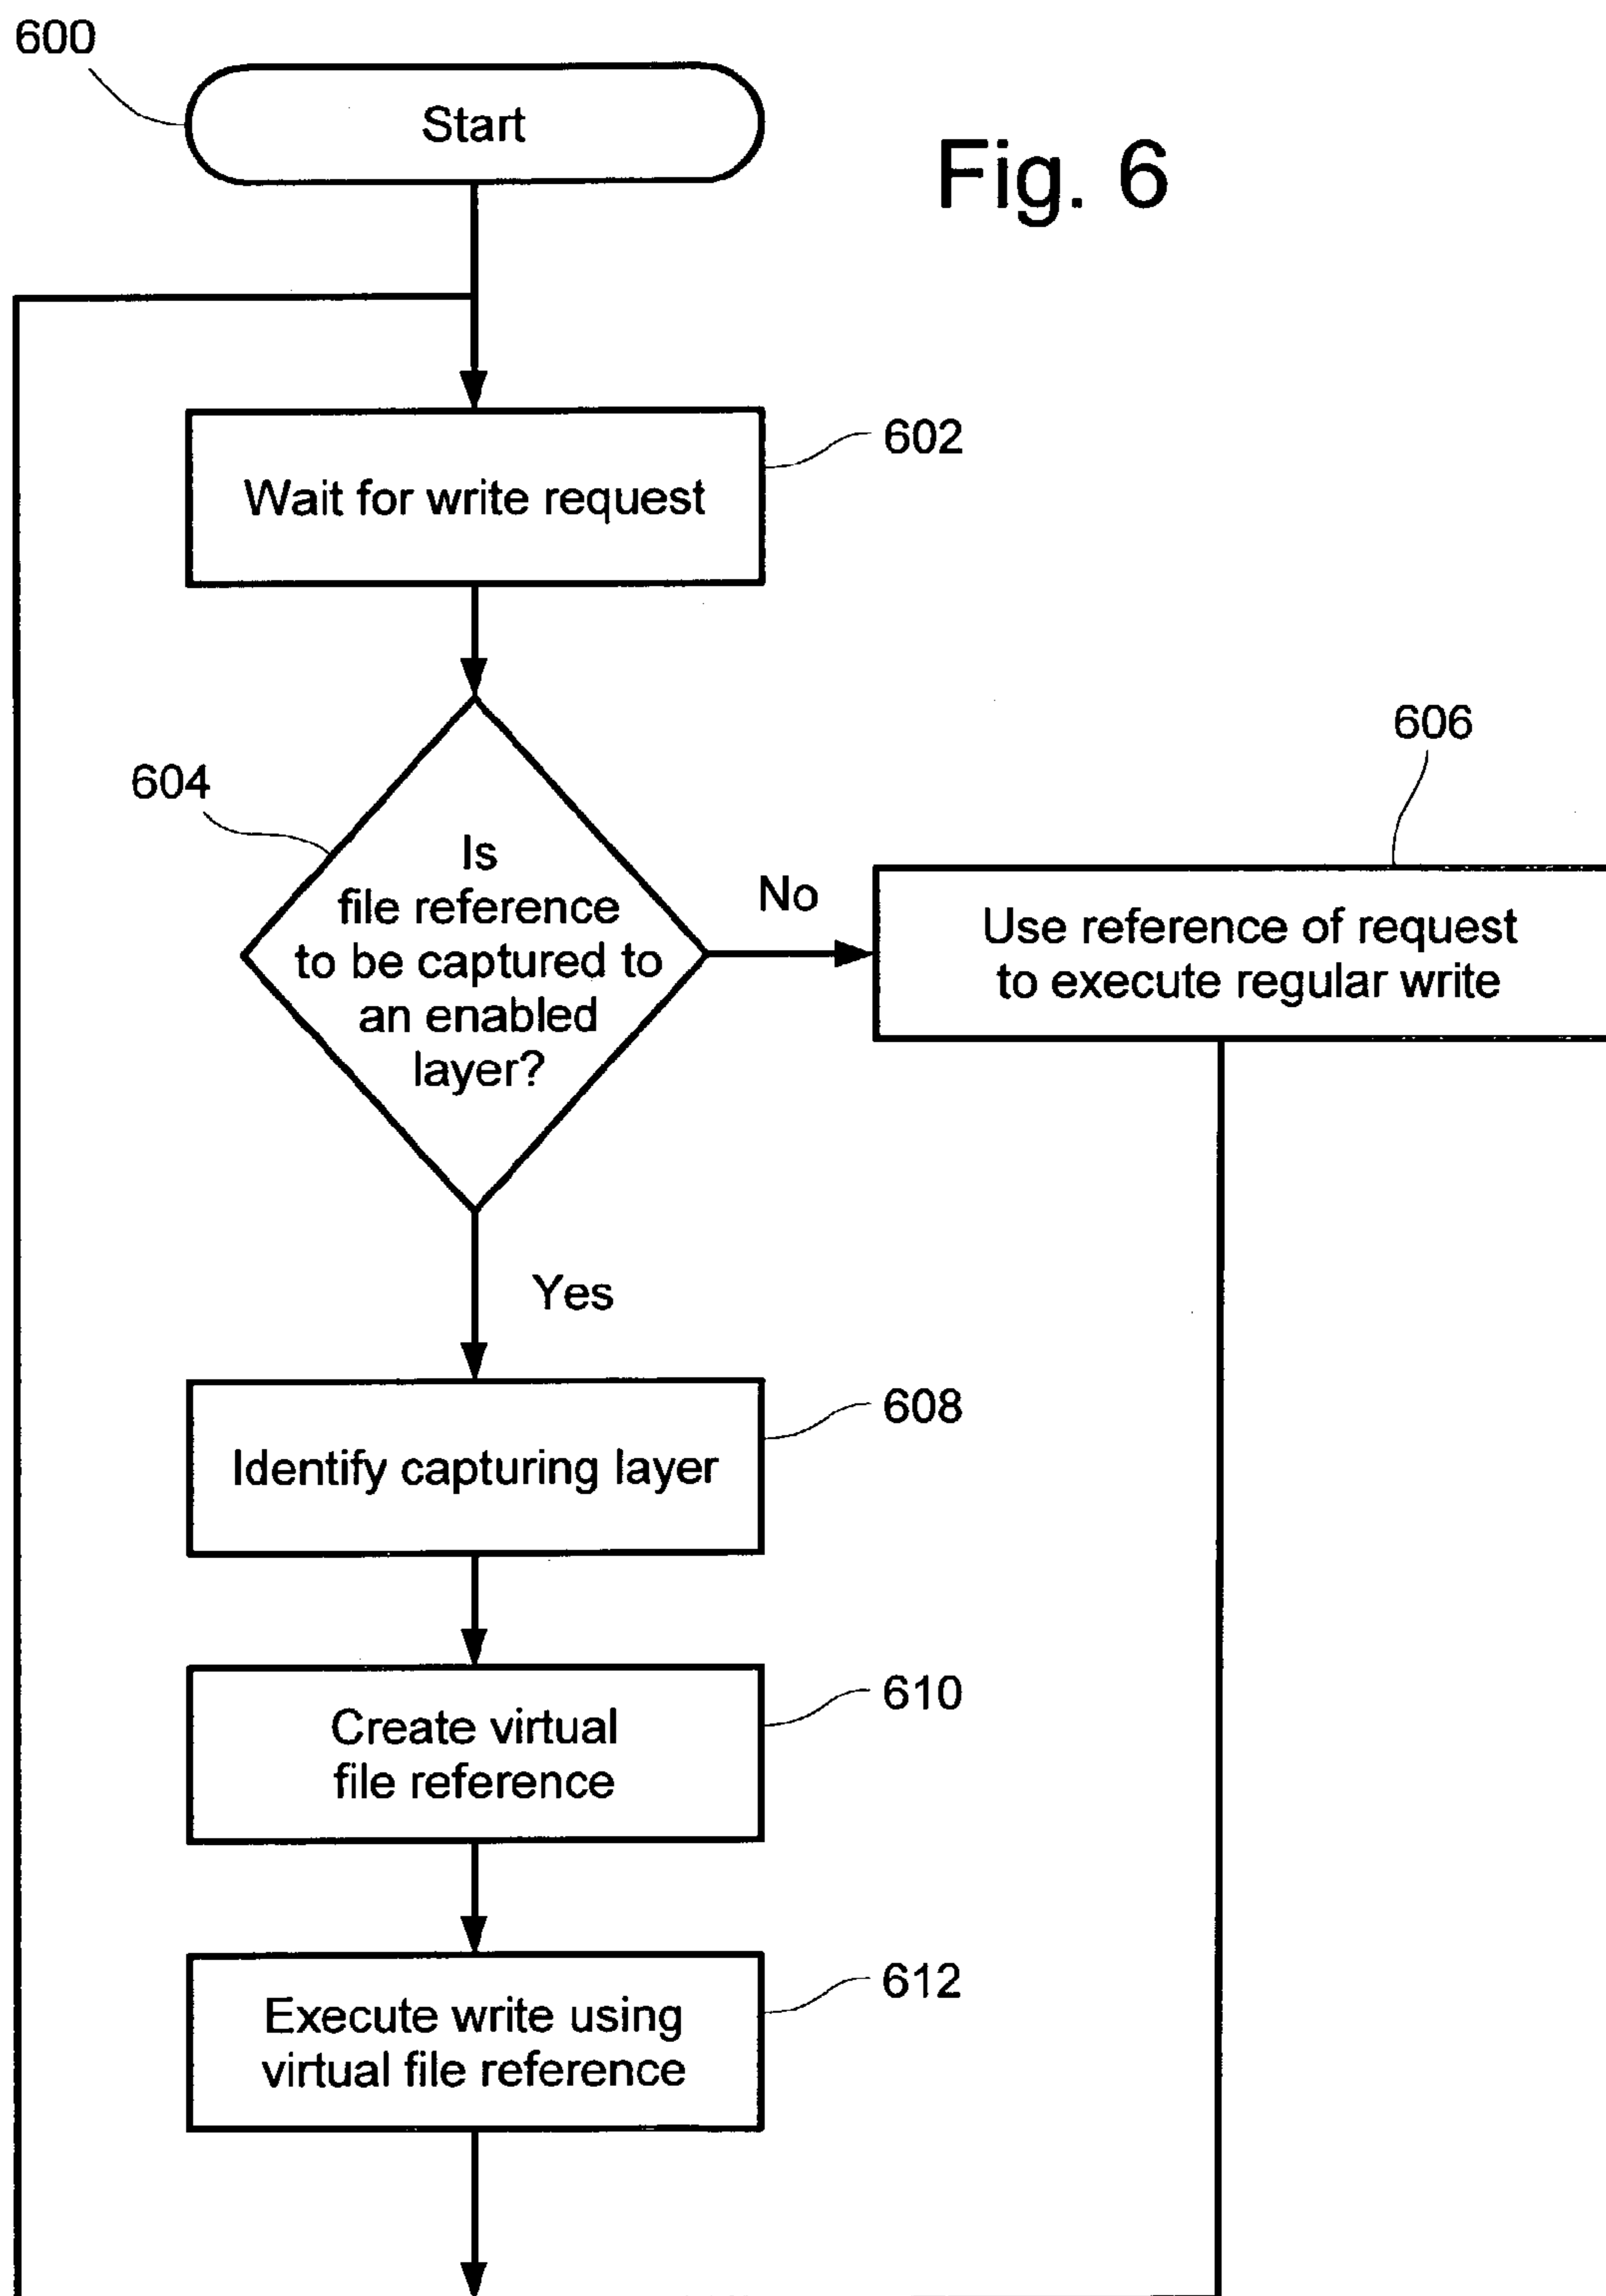 600
Start
Fig. 6
602
Wait for write request
604
Is
file reference
to be captured to
an enabled
layer?
No
606
Use reference of request
to execute regular write
Yes
608
Identify capturing layer
610
Create virtual
file reference
612
Execute write using
virtual file reference